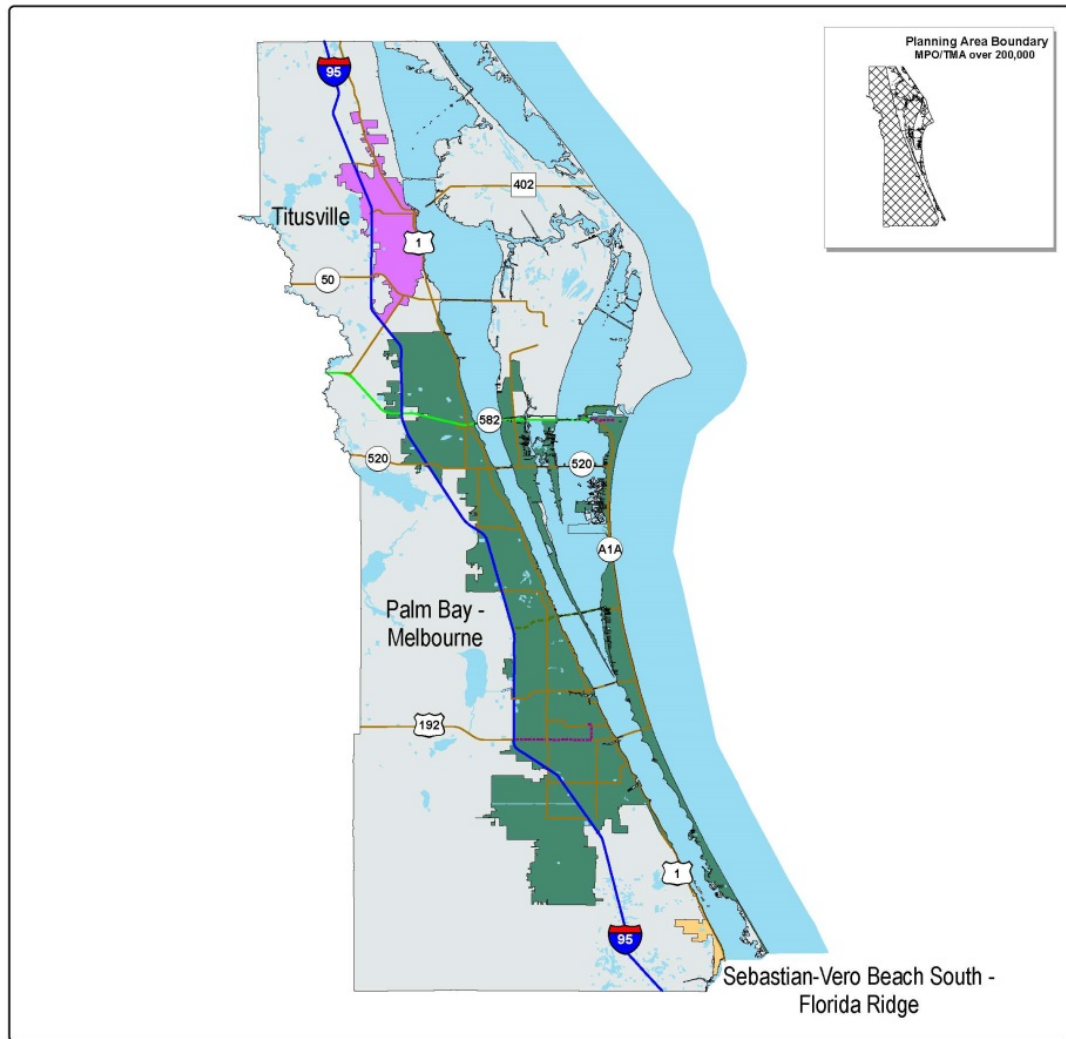 Planning Area Boundary
MPO/TMA over 200,000
95
402
Titusville
1
50
582
520
520
A1A
Palm Bay -
Melbourne
192
1
95
Sebastian-Vero Beach South -
Florida Ridge